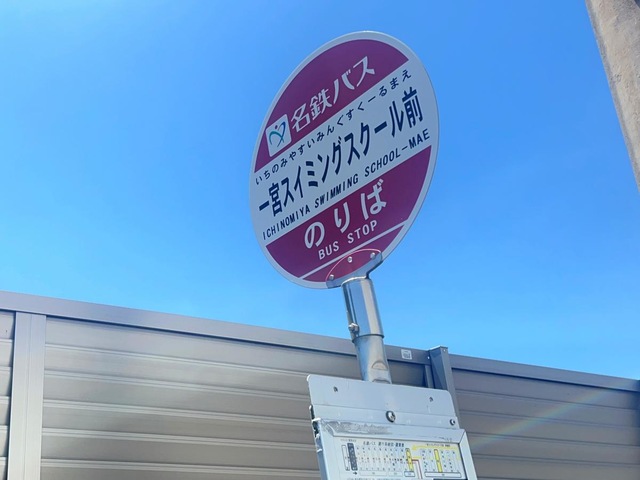 名鉄バス
いちのみやすいみんぐすくーるまえ
一宮スイミングスクール前
ICHINOMIYA SWIMMING SCHOOL-MAE
のりば
BUS STOP